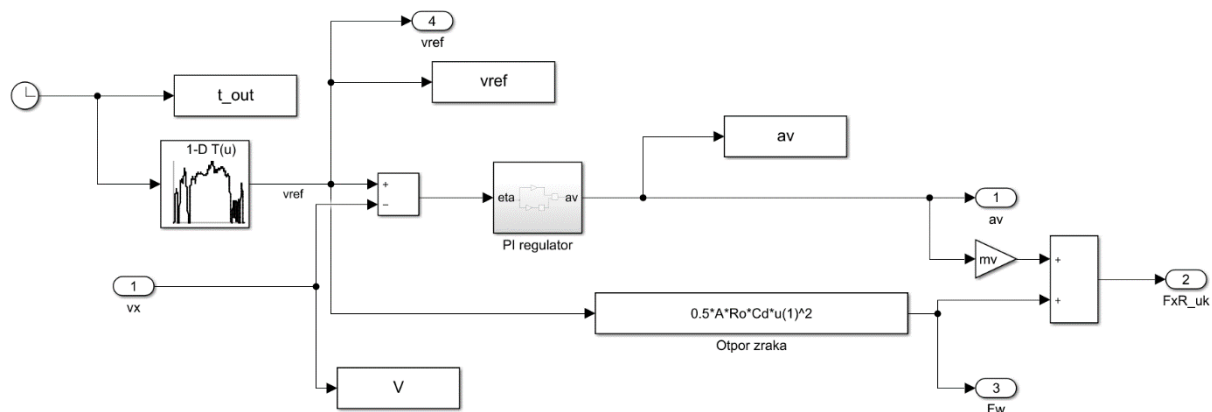 4
vref
vref
t_out
1-D T(u)
vref
+
−
eta
av
PI regulator
av
1
av
mv
+
+
2
FxR_uk
1
vx
0.5*A*Ro*Cd*u(1)^2
Otpor zraka
V
3
Fw